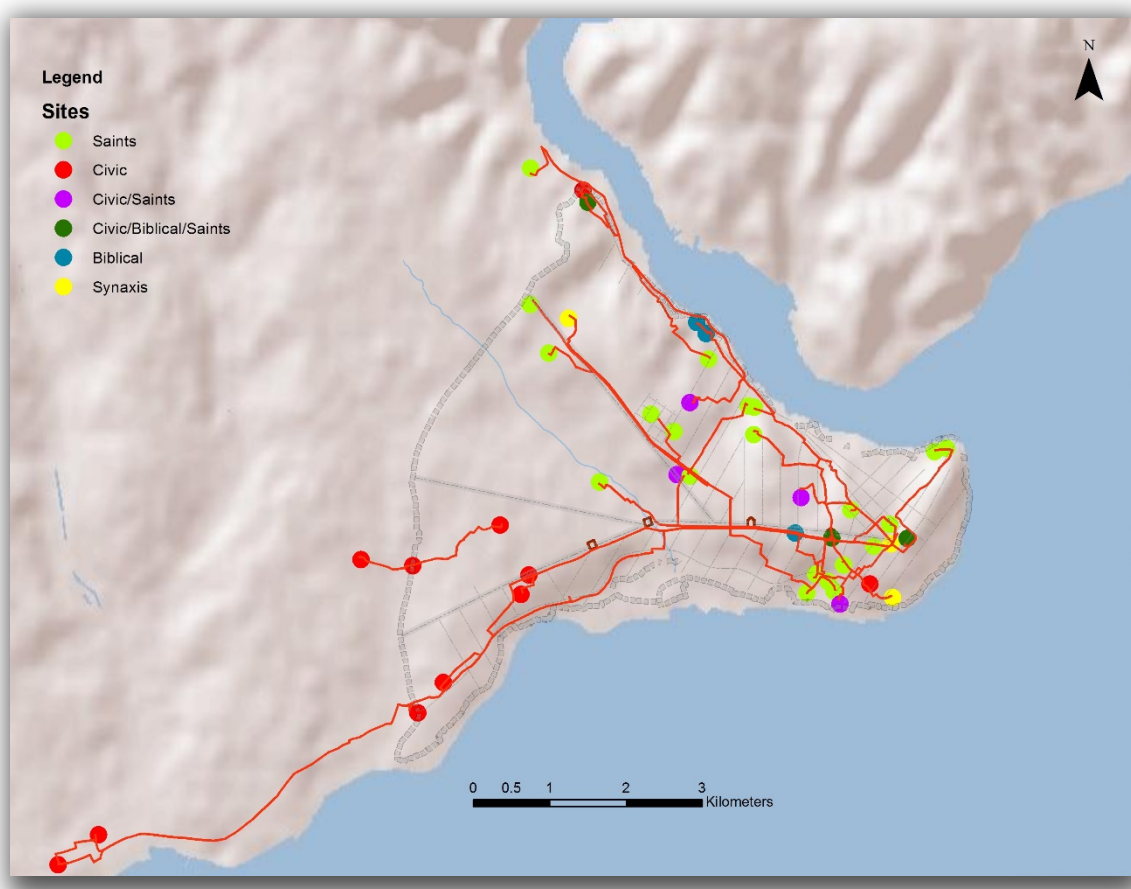 N
Legend
Sites
Saints
Civic
Civic/Saints
Civic/Biblical/Saints
Biblical
Synaxis
0 0.5 1 2 3
Kilometers